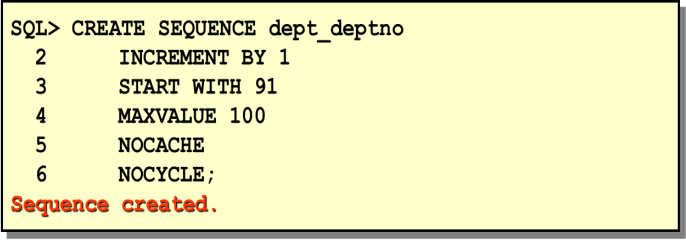 SQL> CREATE SEQUENCE dept_deptno
2 INCREMENT BY 1
3 START WITH 91
4 MAXVALUE 100
5 NOCACHE
6 NOCYCLE;
Sequence created.